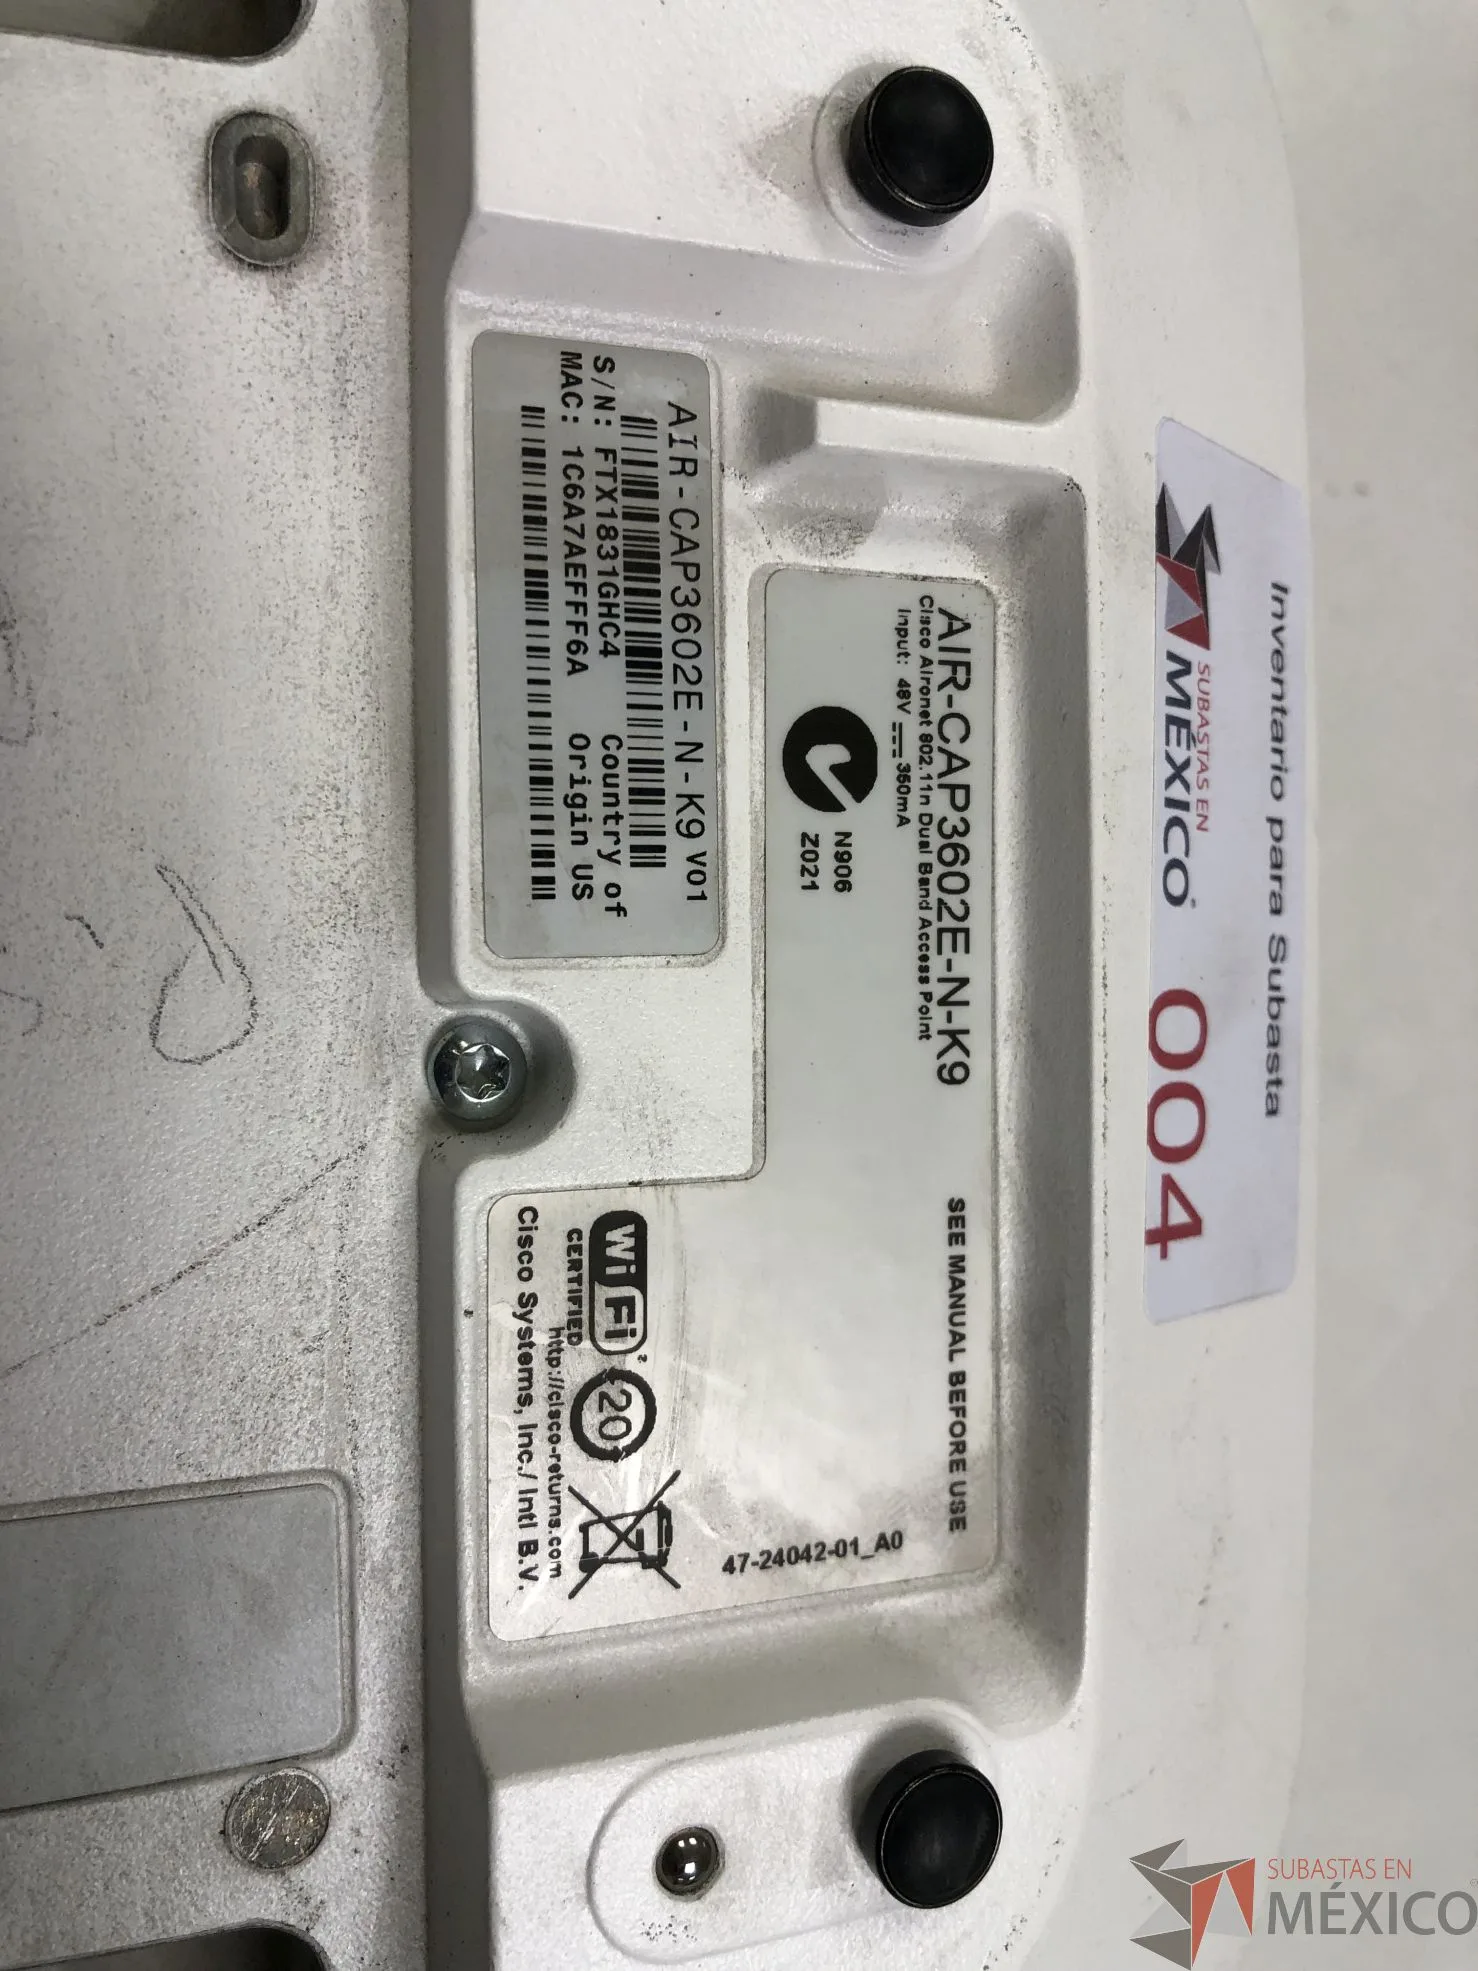 Inventario para Subasta
SUBASTAS EN
MÉXICO
004
AIR-CAP3602E-N-K9
Cisco Aironet 802.11n Dual Band Access Point
Input: 48V 350mA
SEE MANUAL BEFORE USE
N906
Z021
47-24042-01_A0
AIR-CAP3602E-N-K9 V01
S/N: FTX1831GHC4 Country of
MAC: 1C6A7AEFFF6A Origin US
Wi Fi
CERTIFIED
20
http://cisco-returns.com
Cisco Systems, Inc./ Intl B.V.
SUBASTAS EN
MÉXICO